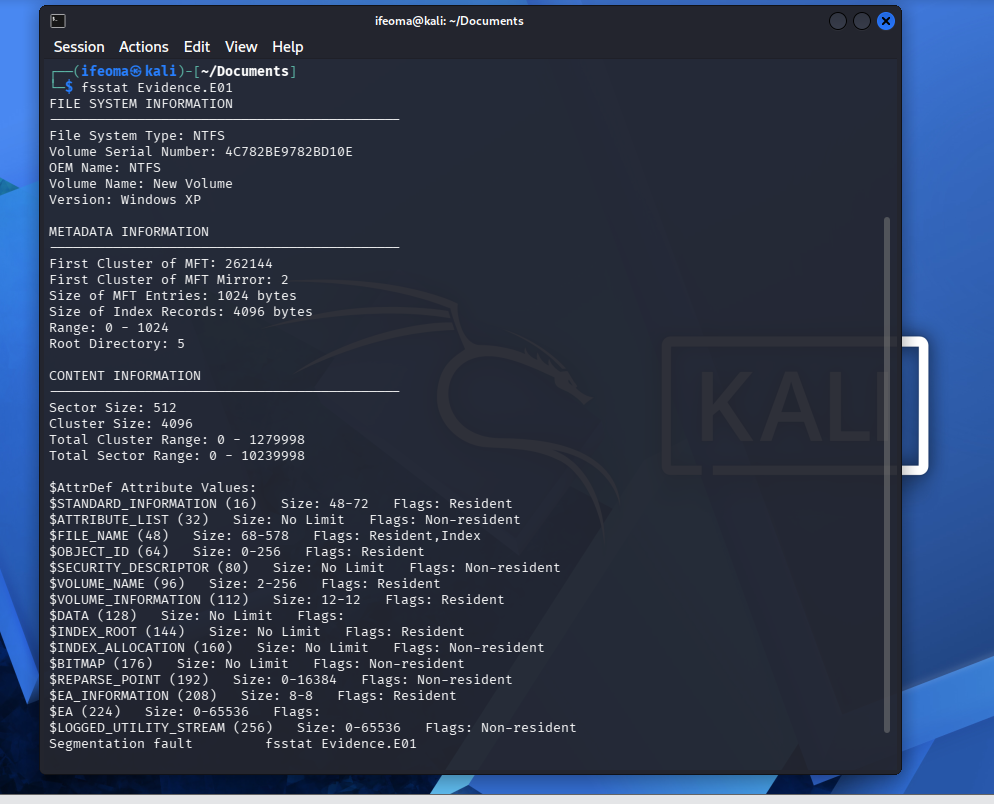 ifeoma@kali: ~/Documents
Session Actions Edit View Help
┌──(ifeoma㉿kali)-[~/Documents]
└─$ fsstat Evidence.E01
FILE SYSTEM INFORMATION
--------------------------------------------
File System Type: NTFS
Volume Serial Number: 4C782BE9782BD10E
OEM Name: NTFS
Volume Name: New Volume
Version: Windows XP

METADATA INFORMATION
--------------------------------------------
First Cluster of MFT: 262144
First Cluster of MFT Mirror: 2
Size of MFT Entries: 1024 bytes
Size of Index Records: 4096 bytes
Range: 0 - 1024
Root Directory: 5

CONTENT INFORMATION
--------------------------------------------
Sector Size: 512
Cluster Size: 4096
Total Cluster Range: 0 - 1279998
Total Sector Range: 0 - 10239998

$AttrDef Attribute Values:
$STANDARD_INFORMATION (16)   Size: 48-72   Flags: Resident
$ATTRIBUTE_LIST (32)   Size: No Limit   Flags: Non-resident
$FILE_NAME (48)   Size: 68-578   Flags: Resident,Index
$OBJECT_ID (64)   Size: 0-256   Flags: Resident
$SECURITY_DESCRIPTOR (80)   Size: No Limit   Flags: Non-resident
$VOLUME_NAME (96)   Size: 2-256   Flags: Resident
$VOLUME_INFORMATION (112)   Size: 12-12   Flags: Resident
$DATA (128)   Size: No Limit   Flags:
$INDEX_ROOT (144)   Size: No Limit   Flags: Resident
$INDEX_ALLOCATION (160)   Size: No Limit   Flags: Non-resident
$BITMAP (176)   Size: No Limit   Flags: Non-resident
$REPARSE_POINT (192)   Size: 0-16384   Flags: Non-resident
$EA_INFORMATION (208)   Size: 8-8   Flags: Resident
$EA (224)   Size: 0-65536   Flags:
$LOGGED_UTILITY_STREAM (256)   Size: 0-65536   Flags: Non-resident
Segmentation fault         fsstat Evidence.E01
KALI